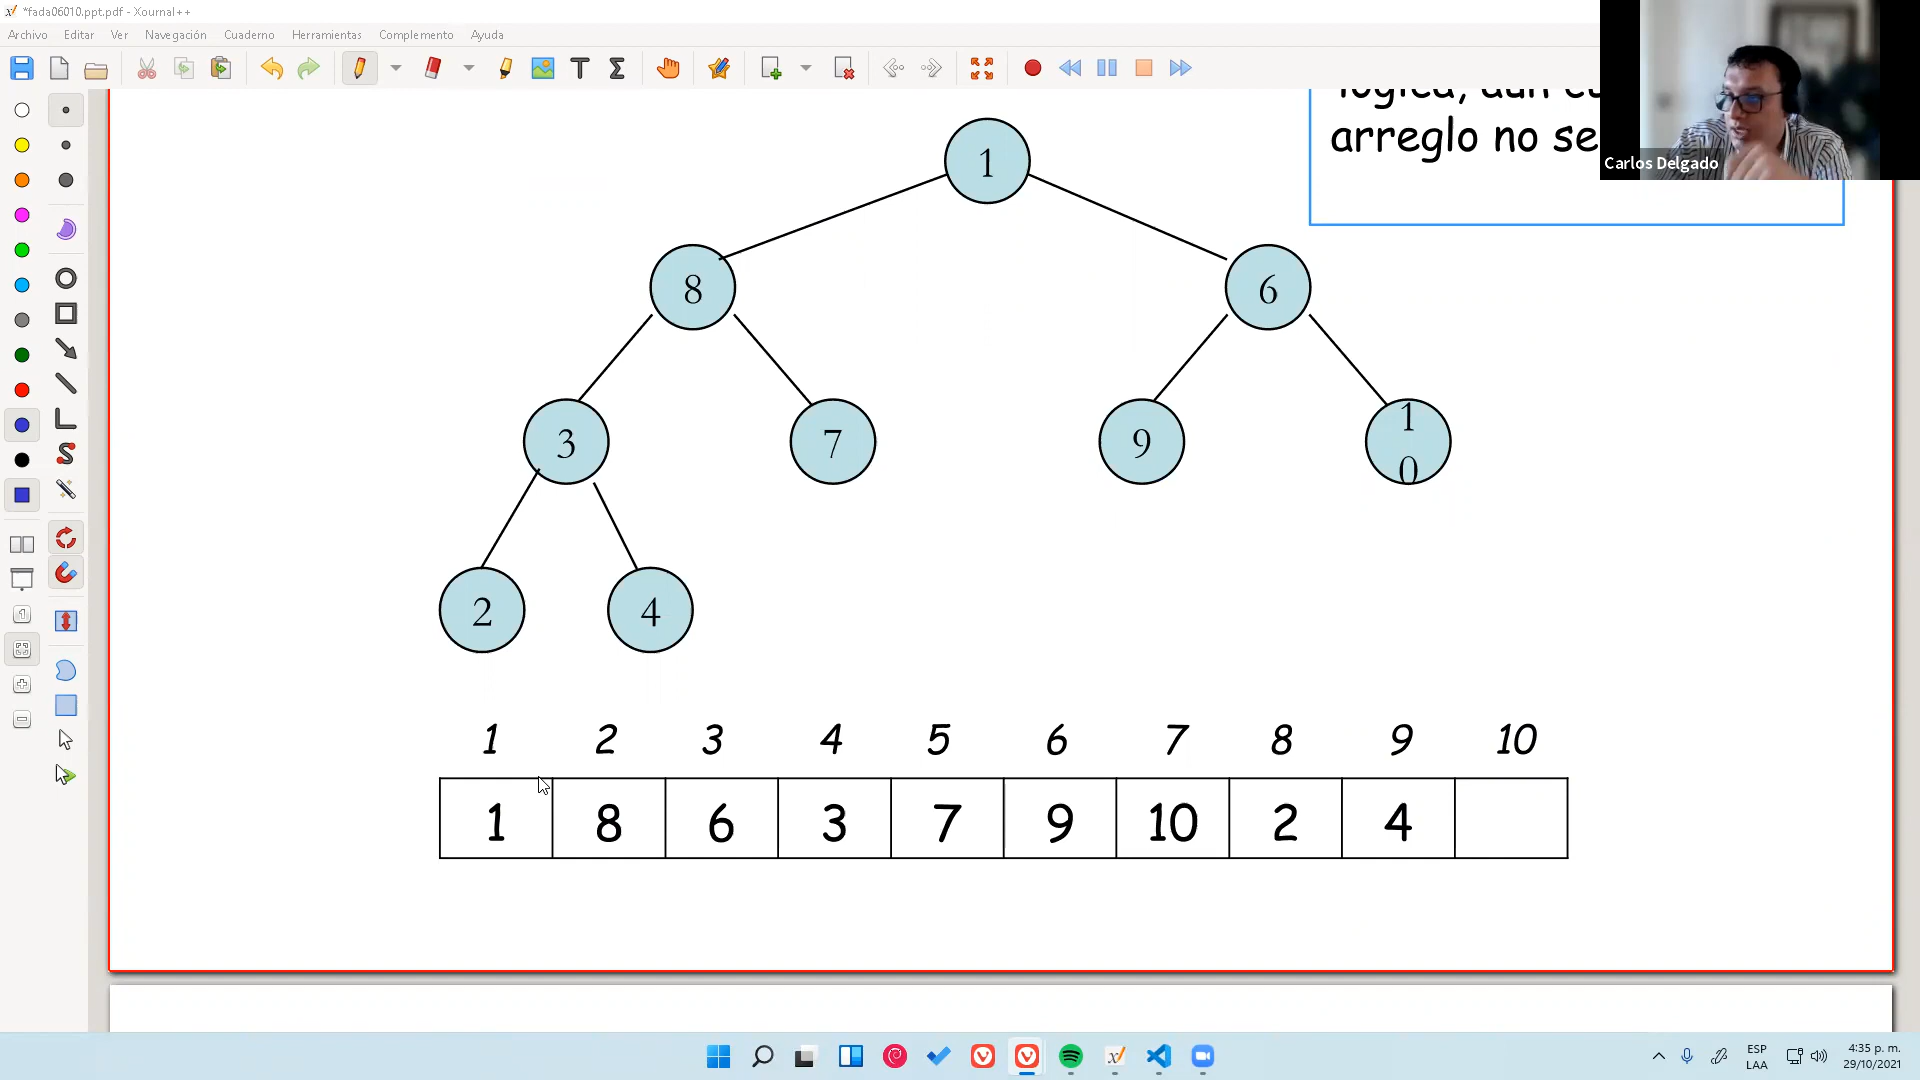 *fada06010.ppt.pdf - Xournal++
Archivo Editar Ver Navegación Cuaderno Herramientas Complemento Ayuda
arreglo no se
Carlos Delgado
1
8 6
3 7 9 10
2 4
1 2 3 4 5 6 7 8 9 10
1 8 6 3 7 9 10 2 4
ESP
LAA
4:35 p. m.
29/10/2021